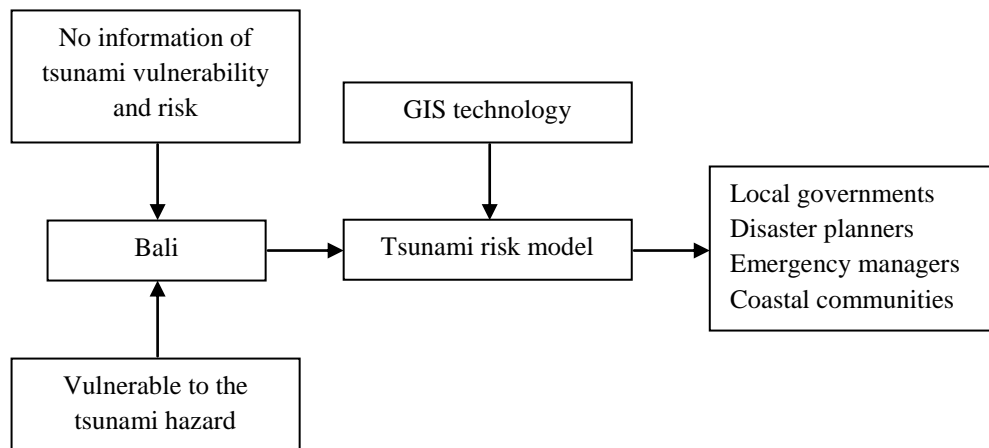 No information of
tsunami vulnerability
and risk
GIS technology
Local governments
Disaster planners
Emergency managers
Coastal communities
Bali
Tsunami risk model
Vulnerable to the
tsunami hazard